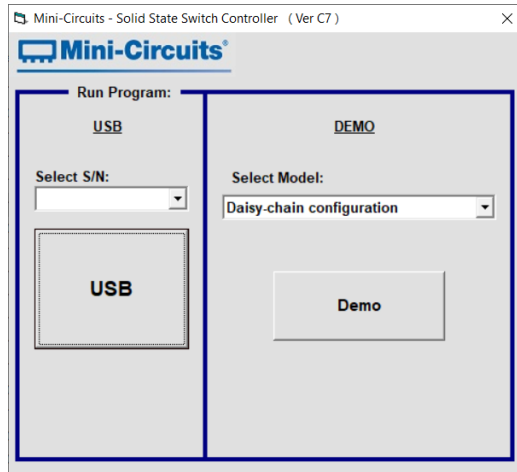 Mini-Circuits - Solid State Switch Controller ( Ver C7 )
Mini-Circuits®
Run Program:
USB
Select S/N:
USB
DEMO
Select Model:
Daisy-chain configuration
Demo